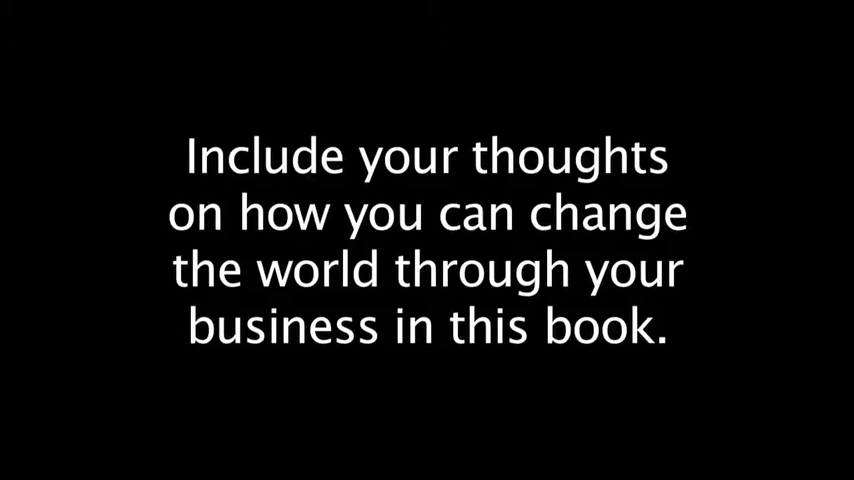 Include your thoughts
on how you can change
the world through your
business in this book.